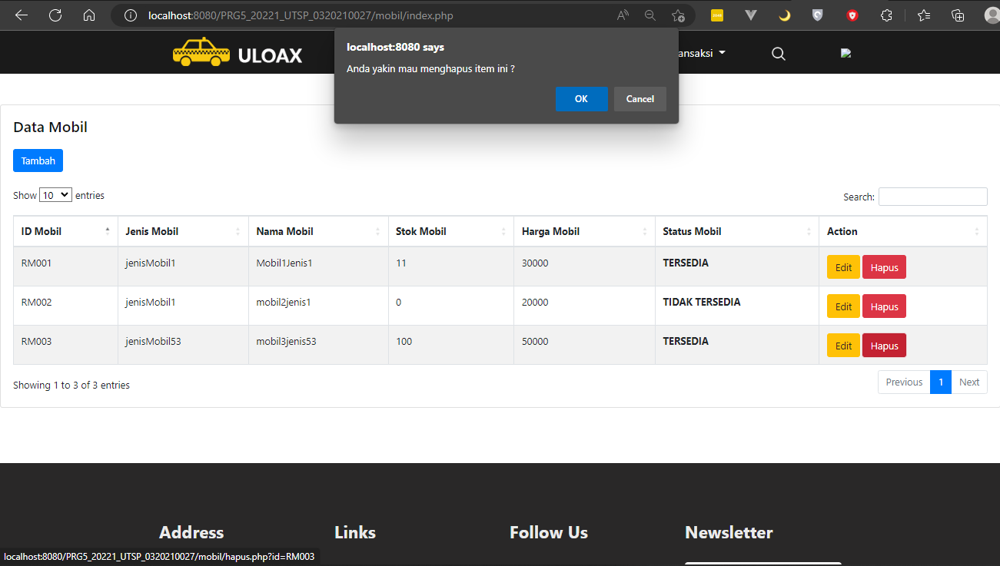 localhost:8080/PRG5_20221_UTSP_0320210027/mobil/index.php
ULOAX
ansaksi
localhost:8080 says
Anda yakin mau menghapus item ini ?
OK Cancel
Data Mobil
Tambah
Show 10 entries
Search:
ID Mobil Jenis Mobil Nama Mobil Stok Mobil Harga Mobil Status Mobil Action
RM001 jenisMobil1 Mobil1Jenis1 11 30000 TERSEDIA Edit Hapus
RM002 jenisMobil1 mobil2jenis1 0 20000 TIDAK TERSEDIA Edit Hapus
RM003 jenisMobil53 mobil3jenis53 100 50000 TERSEDIA Edit Hapus
Showing 1 to 3 of 3 entries
Previous 1 Next
Address Links Follow Us Newsletter
localhost:8080/PRG5_20221_UTSP_0320210027/mobil/hapus.php?id=RM003